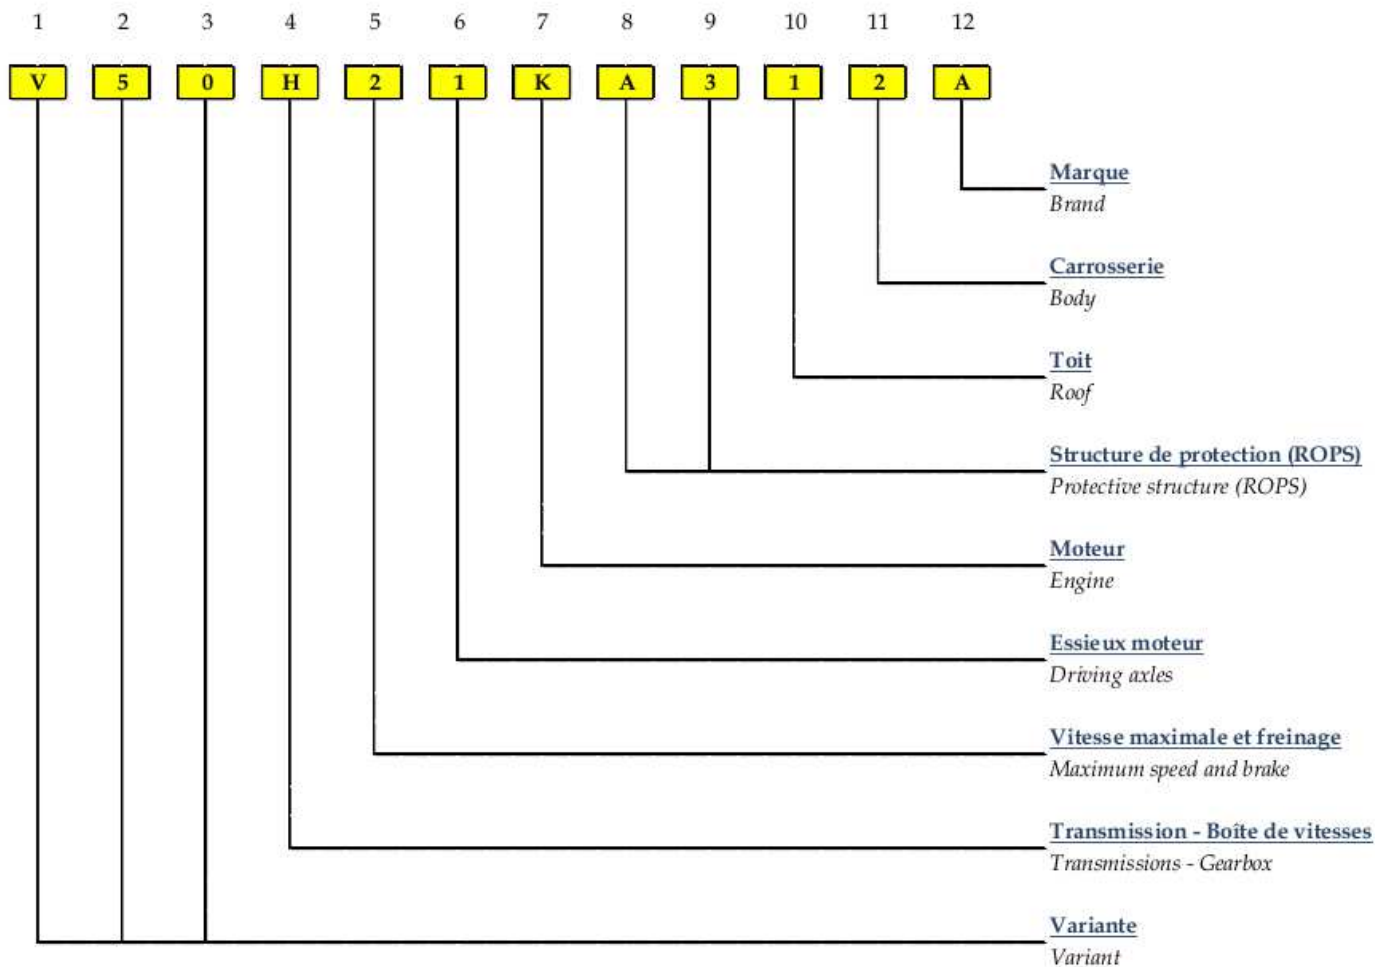 1 2 3 4 5 6 7 8 9 10 11 12
V 5 0 H 2 1 K A 3 1 2 A
Marque
Brand
Carrosserie
Body
Toit
Roof
Structure de protection (ROPS)
Protective structure (ROPS)
Moteur
Engine
Essieux moteur
Driving axles
Vitesse maximale et freinage
Maximum speed and brake
Transmission - Boîte de vitesses
Transmissions - Gearbox
Variante
Variant